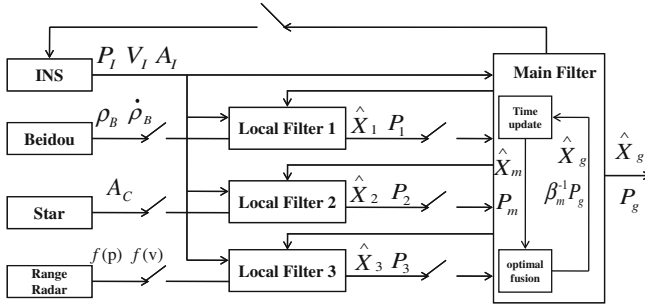 P_I V_I A_I
INS
Main Filter
Beidou
ρ_B ρ̇_B
Local Filter 1
X̂_1 P_1
Time
update
X̂_m
X̂_g
X̂_g
Star
A_C
Local Filter 2
X̂_2 P_2
P_m
β_m^{-1}P_g
P_g
Range
Radar
f(p) f(v)
Local Filter 3
X̂_3 P_3
optimal
fusion